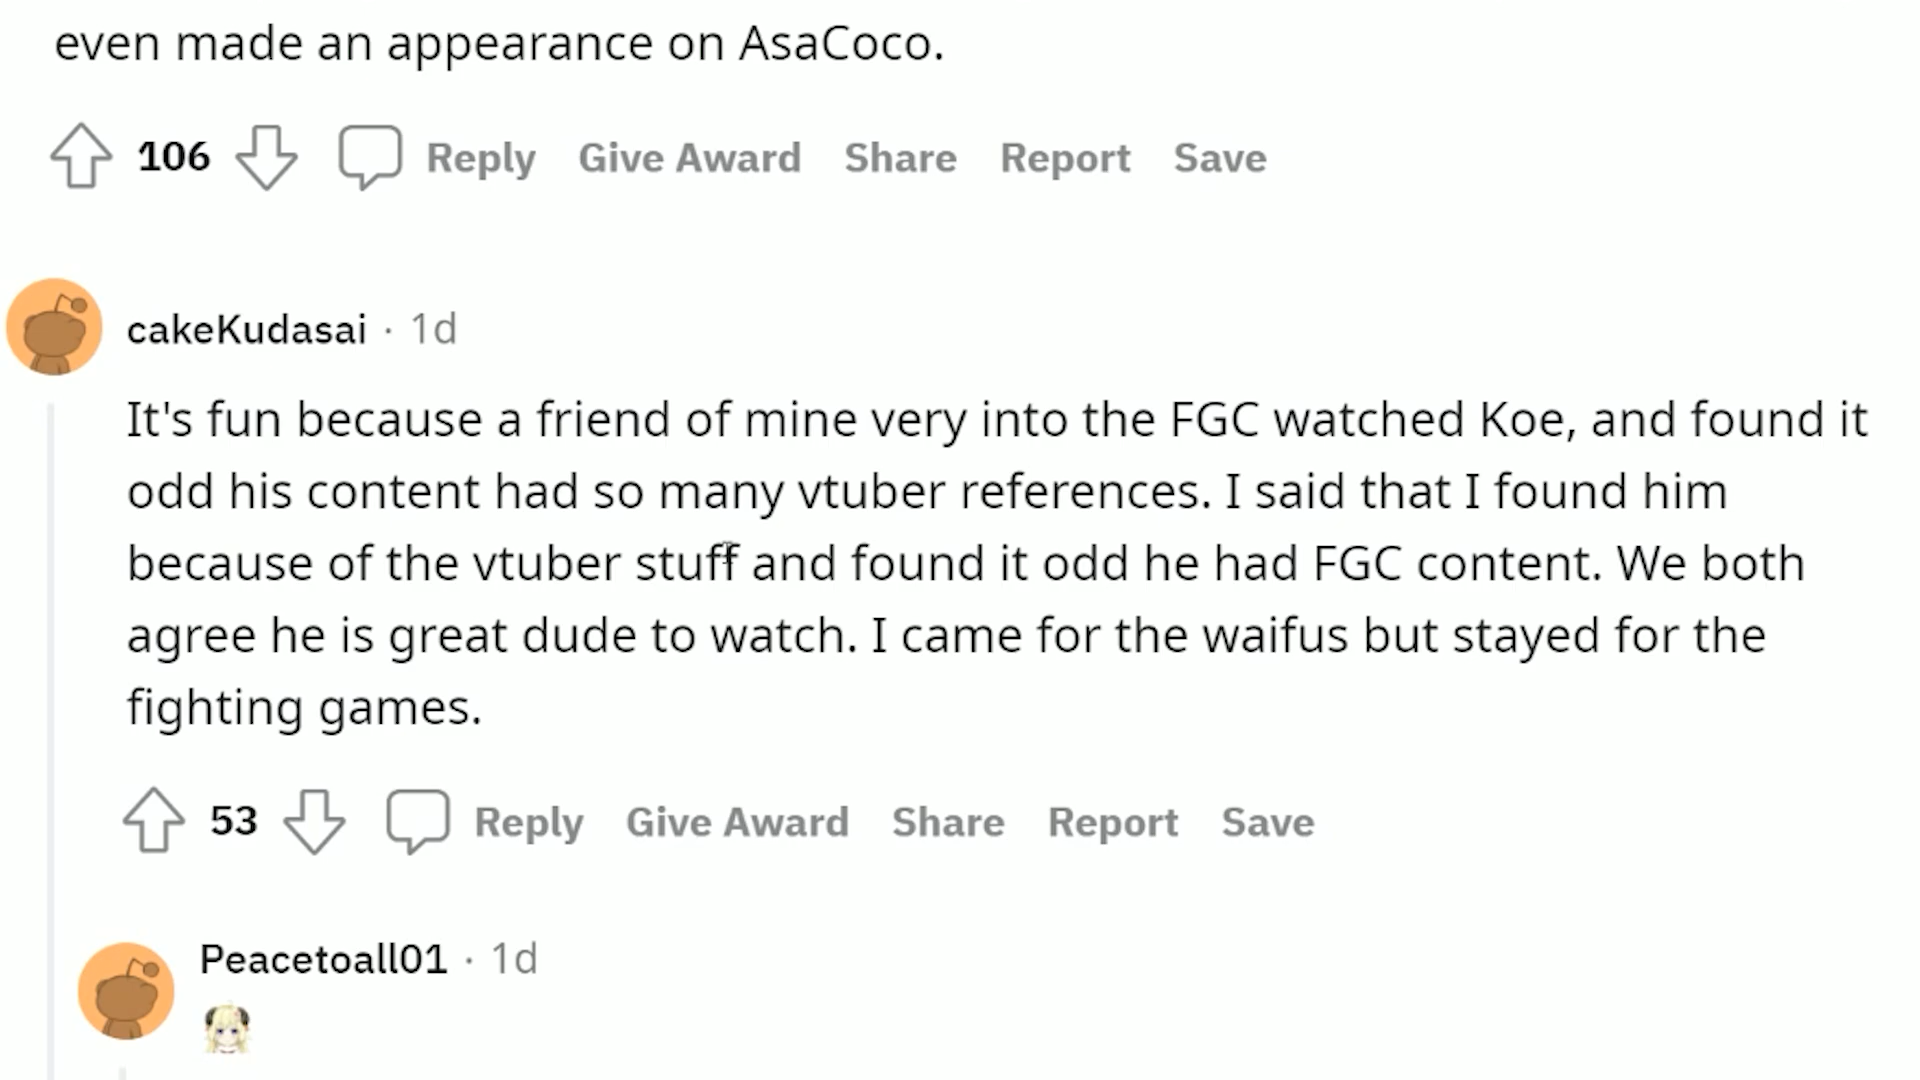 even made an appearance on AsaCoco.
106 Reply Give Award Share Report Save
cakeKudasai · 1d
It's fun because a friend of mine very into the FGC watched Koe, and found it
odd his content had so many vtuber references. I said that I found him
because of the vtuber stuff and found it odd he had FGC content. We both
agree he is great dude to watch. I came for the waifus but stayed for the
fighting games.
53 Reply Give Award Share Report Save
Peacetoall01 · 1d